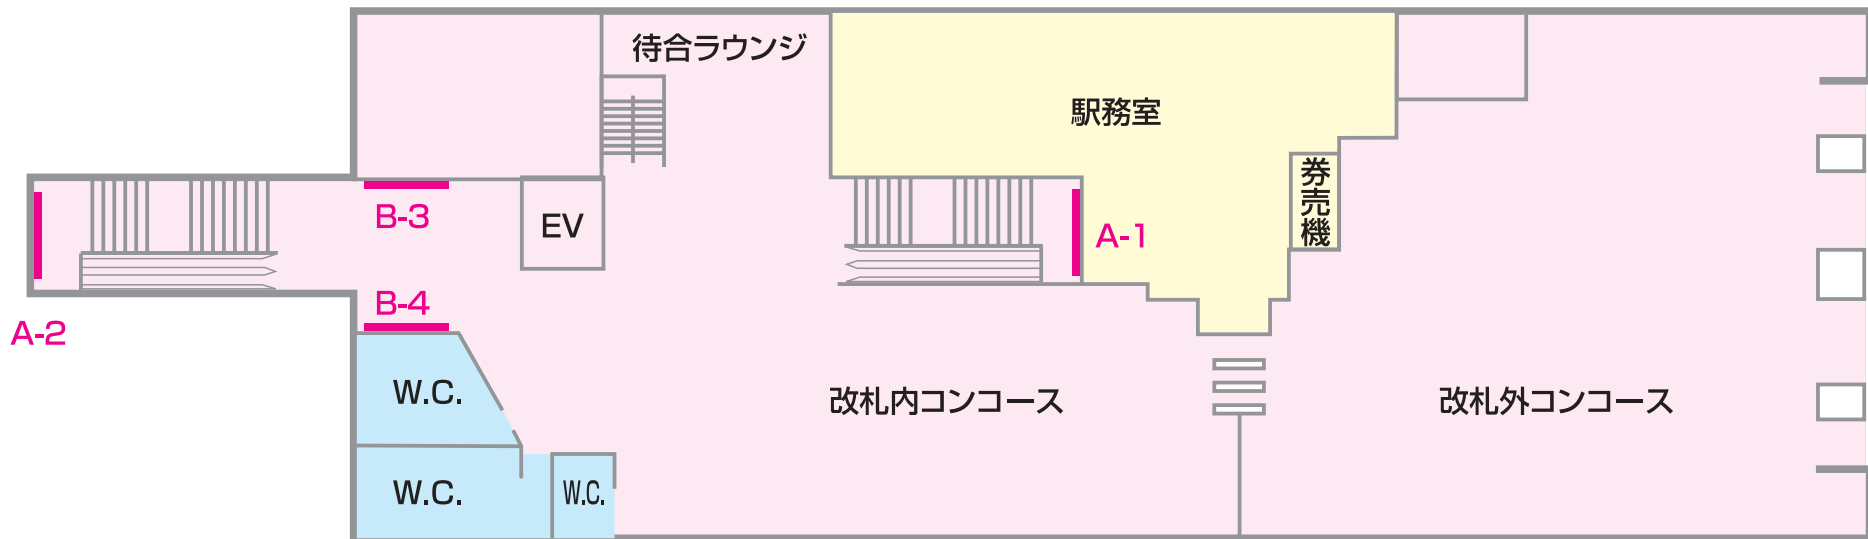 待合ラウンジ
駅務室
券売機
B-3
EV
A-1
B-4
A-2
W.C.
改札内コンコース
改札外コンコース
W.C.
W.C.